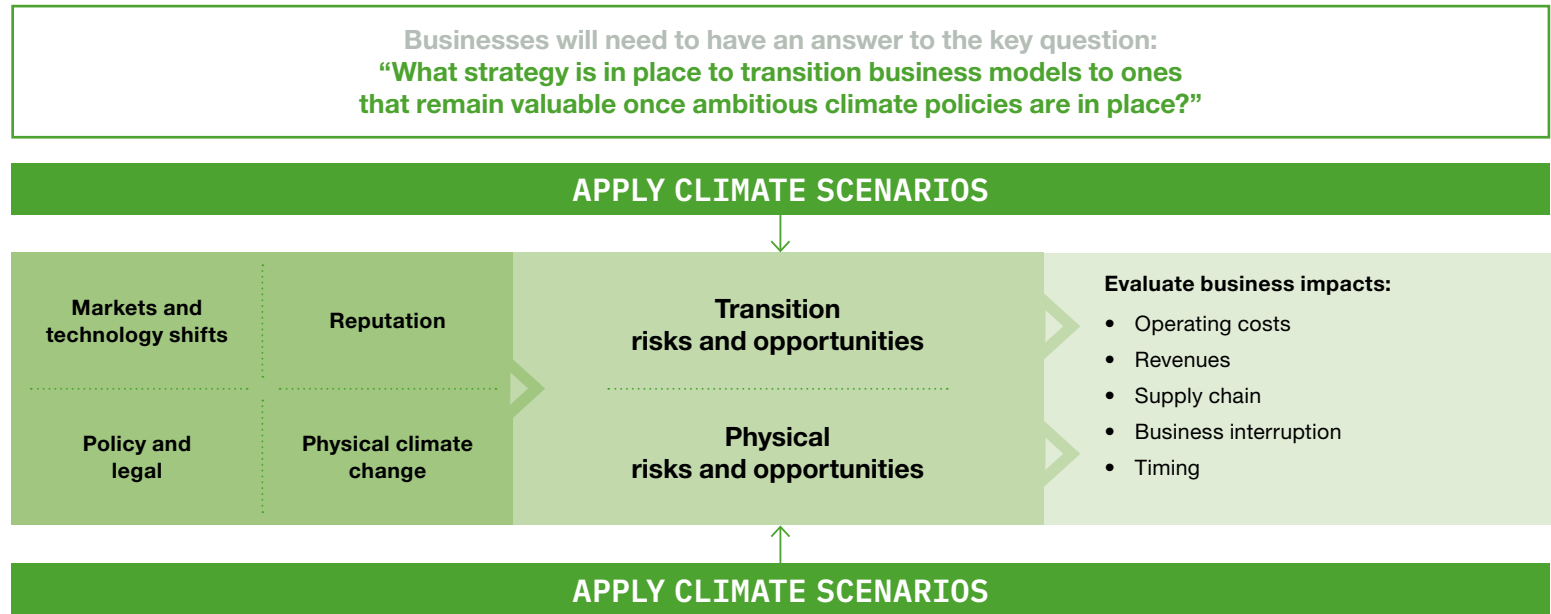 Businesses will need to have an answer to the key question:
“What strategy is in place to transition business models to ones
that remain valuable once ambitious climate policies are in place?”
APPLY CLIMATE SCENARIOS
Markets and
technology shifts
Reputation
Policy and
legal
Physical climate
change
Transition
risks and opportunities
Physical
risks and opportunities
Evaluate business impacts:
• Operating costs
• Revenues
• Supply chain
• Business interruption
• Timing
APPLY CLIMATE SCENARIOS